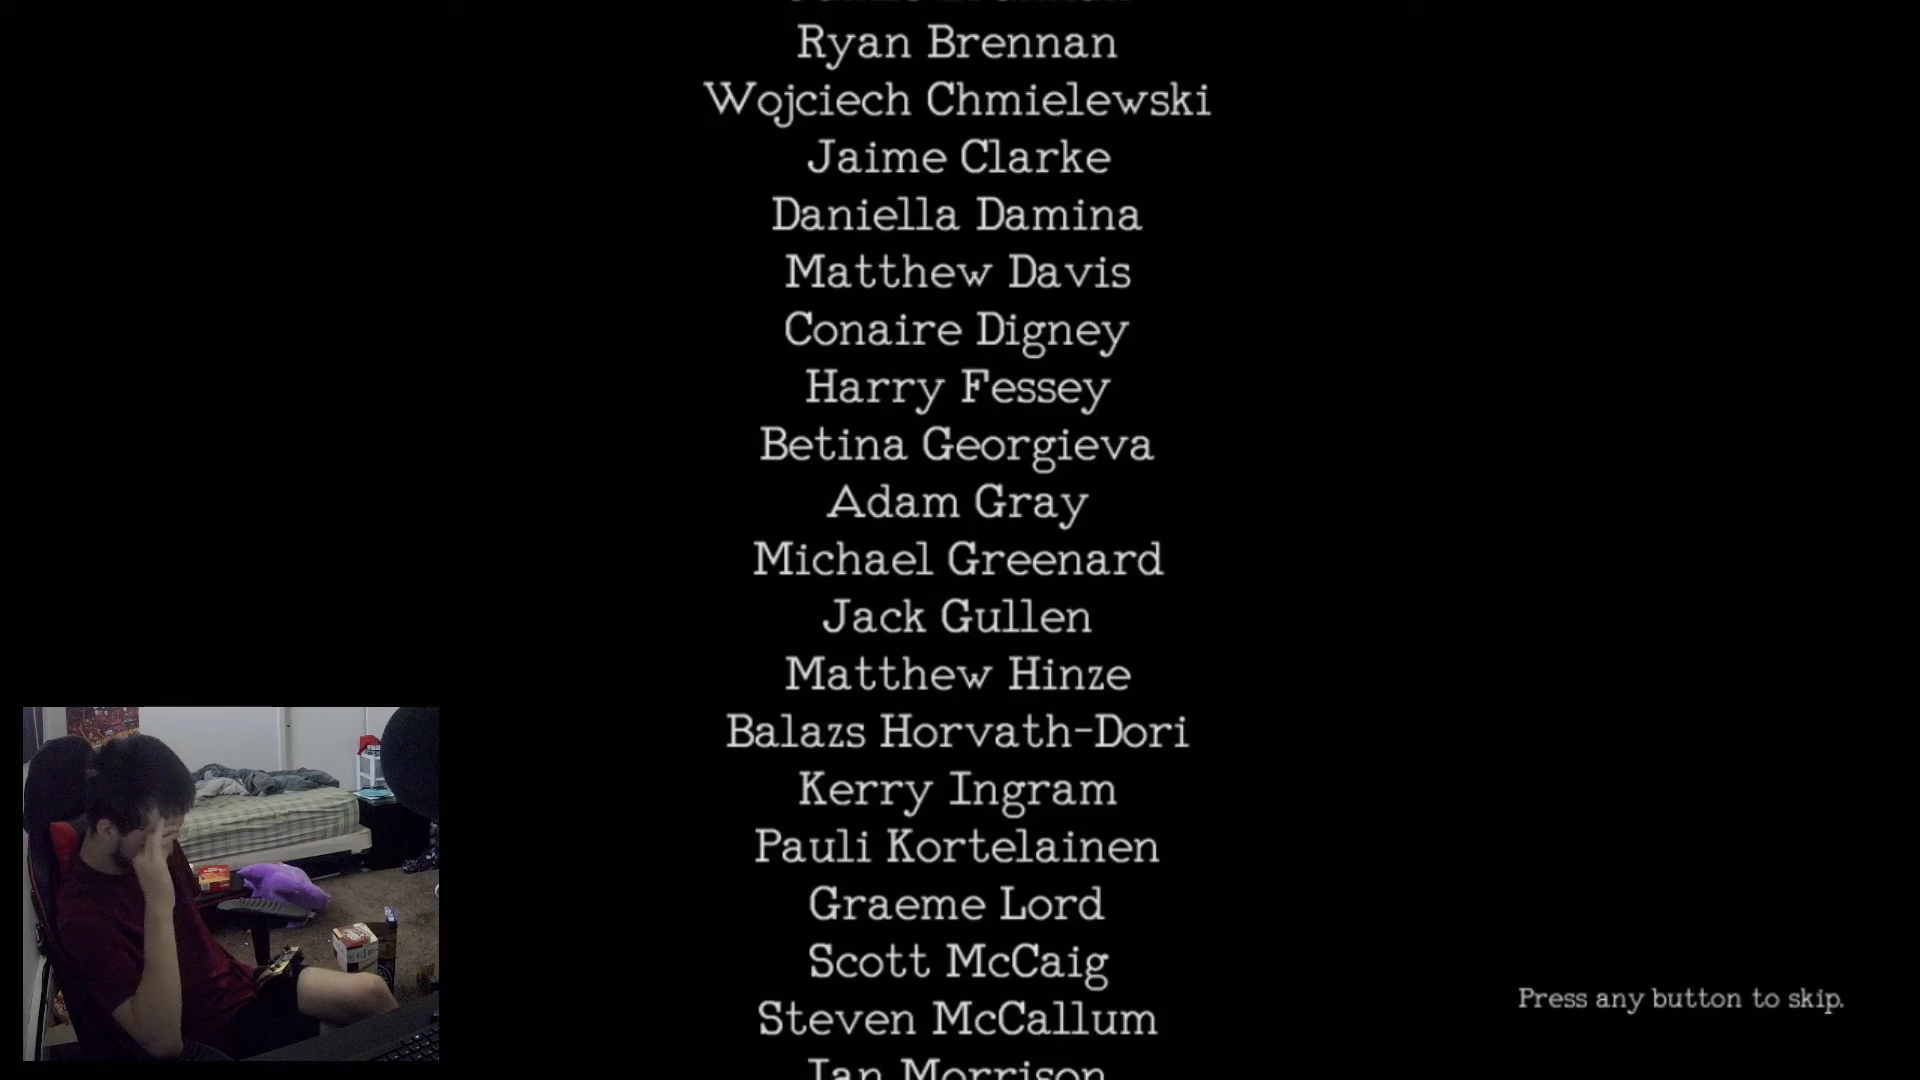 Ryan Brennan
Wojciech Chmielewski
Jaime Clarke
Daniella Damina
Matthew Davis
Conaire Digney
Harry Fessey
Betina Georgieva
Adam Gray
Michael Greenard
Jack Gullen
Matthew Hinze
Balazs Horvath-Dori
Kerry Ingram
Pauli Kortelainen
Graeme Lord
Scott McCaig
Press any button to skip.
Steven McCallum
Ian Morrison